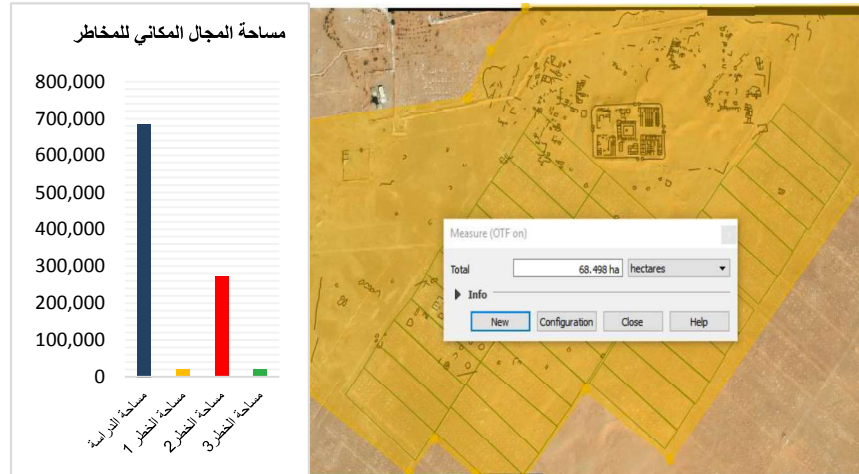 مساحة المجال المكاني للمخاطر
800,000
700,000
600,000
500,000
400,000
300,000
200,000
100,000
0
مساحة الدراسة
مساحة الخطر 1
مساحة الخطر2
مساحة الخطر3
Measure (OTF on)
Total 68.498 ha hectares
Info
New Configuration Close Help